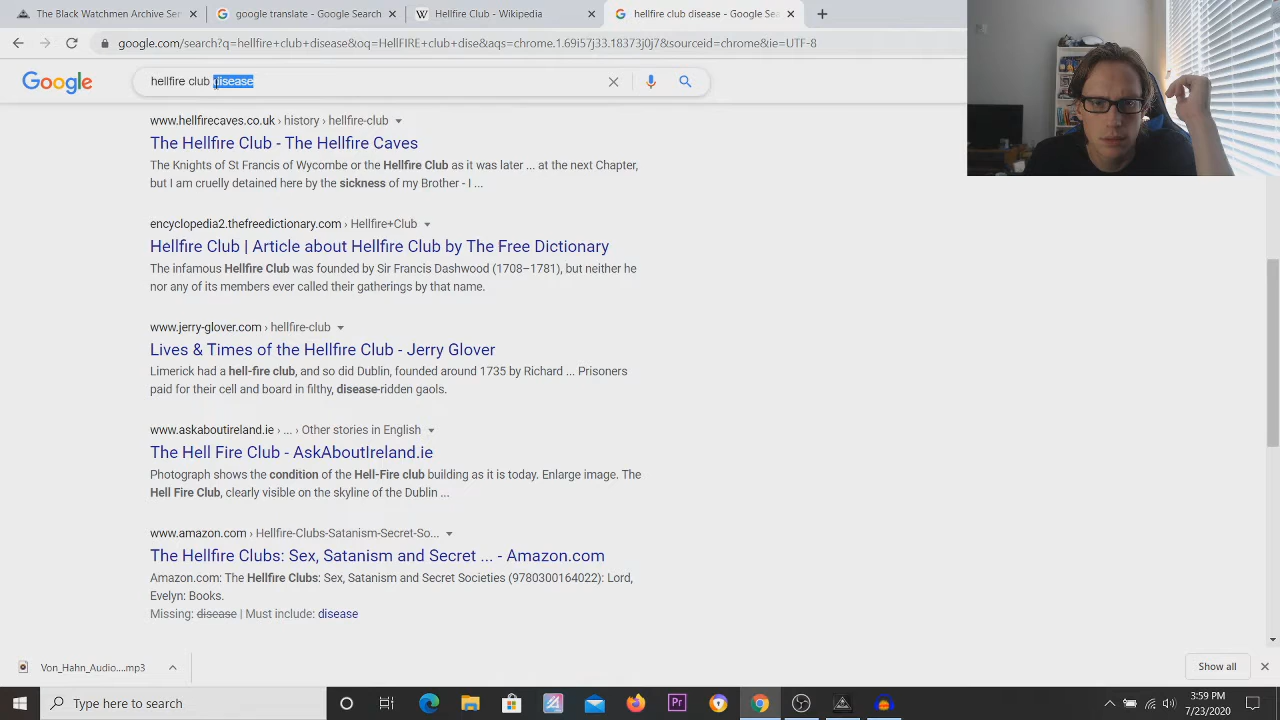 The Black Watchmen Array Serv
google translate - Google Search
Hellfire Club - Wikipedia
hellfire club disease - Google Sea
google.com/search?q=hellfire+club+disease&oq=HellFIRE+club+dise&aqs=chrome.1.69i57j33.18373j0j7&sourceid=chrome&ie=UTF-8
Google
hellfire club disease
www.hellfirecaves.co.uk › history › hellfire-club
The Hellfire Club - The Hellfire Caves
The Knights of St Francis of Wycombe or the Hellfire Club as it was later ... at the next Chapter,
but I am cruelly detained here by the sickness of my Brother - I ...
encyclopedia2.thefreedictionary.com › Hellfire+Club
Hellfire Club | Article about Hellfire Club by The Free Dictionary
The infamous Hellfire Club was founded by Sir Francis Dashwood (1708–1781), but neither he
nor any of its members ever called their gatherings by that name.
www.jerry-glover.com › hellfire-club
Lives & Times of the Hellfire Club - Jerry Glover
Limerick had a hell-fire club, and so did Dublin, founded around 1735 by Richard ... Prisoners
paid for their cell and board in filthy, disease-ridden gaols.
www.askaboutireland.ie › ... › Other stories in English
The Hell Fire Club - AskAboutIreland.ie
Photograph shows the condition of the Hell-Fire club building as it is today. Enlarge image. The
Hell Fire Club, clearly visible on the skyline of the Dublin ...
www.amazon.com › Hellfire-Clubs-Satanism-Secret-So...
The Hellfire Clubs: Sex, Satanism and Secret ... - Amazon.com
Amazon.com: The Hellfire Clubs: Sex, Satanism and Secret Societies (9780300164022): Lord,
Evelyn: Books.
Missing: disease | Must include: disease
Von_Hahn_Audio....mp3
Show all
Type here to search
Pr
3:59 PM
7/23/2020